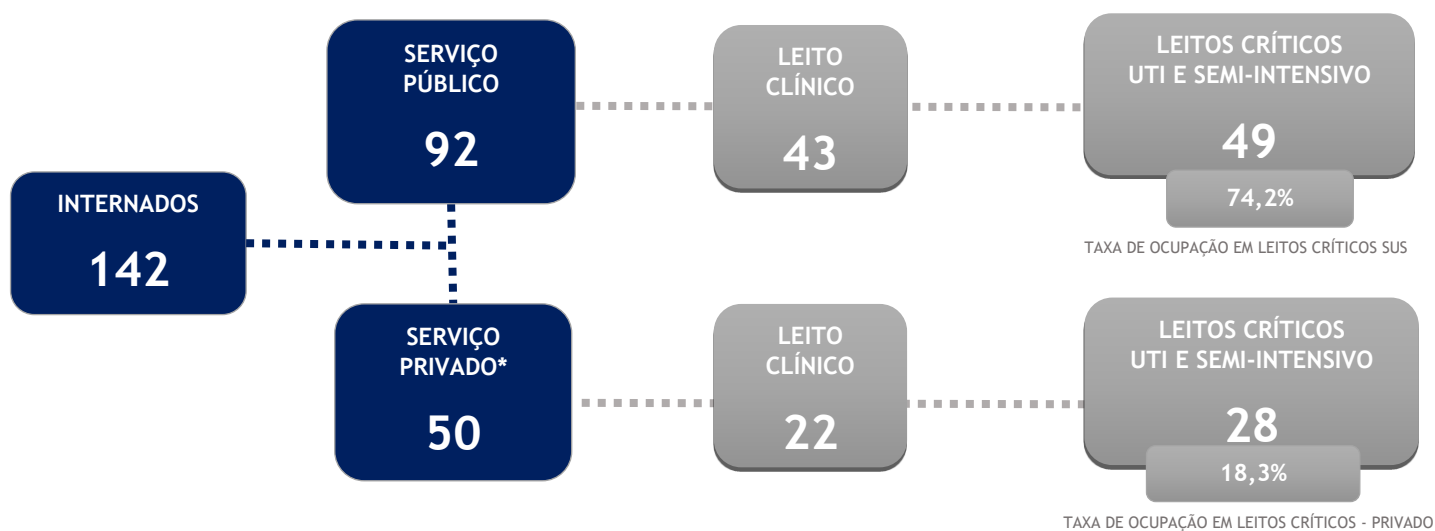 INTERNADOS
142
SERVIÇO
PÚBLICO
92
LEITO
CLÍNICO
43
LEITOS CRÍTICOS
UTI E SEMI-INTENSIVO
49
74,2%
TAXA DE OCUPAÇÃO EM LEITOS CRÍTICOS SUS
SERVIÇO
PRIVADO*
50
LEITO
CLÍNICO
22
LEITOS CRÍTICOS
UTI E SEMI-INTENSIVO
28
18,3%
TAXA DE OCUPAÇÃO EM LEITOS CRÍTICOS - PRIVADO